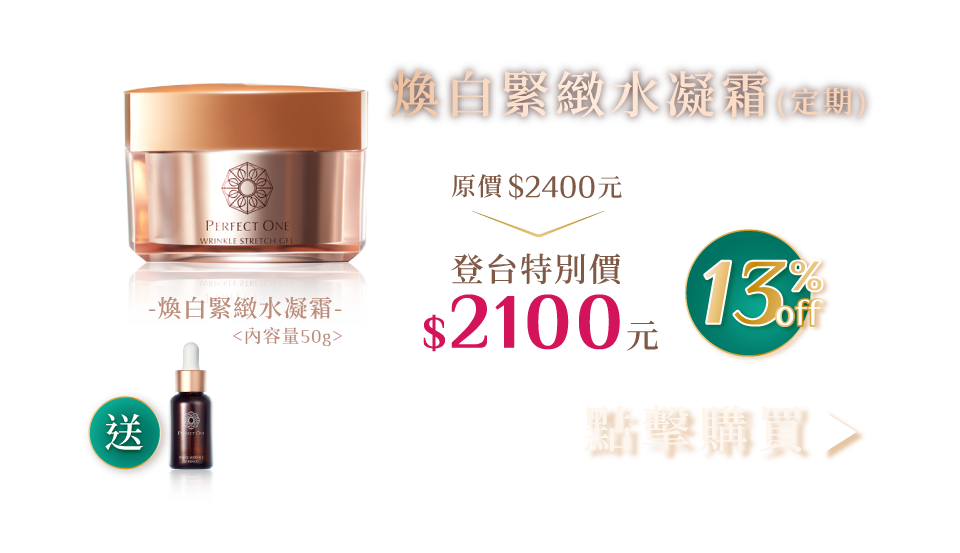 煥白緊緻水凝霜(定期)
原價$2400元
登台特別價
$2100元
13%off
PERFECT ONE
WRINKLE STRETCH GEL
-煥白緊緻水凝霜-
<內容量50g>
送
PERFECT ONE
點擊購買 >